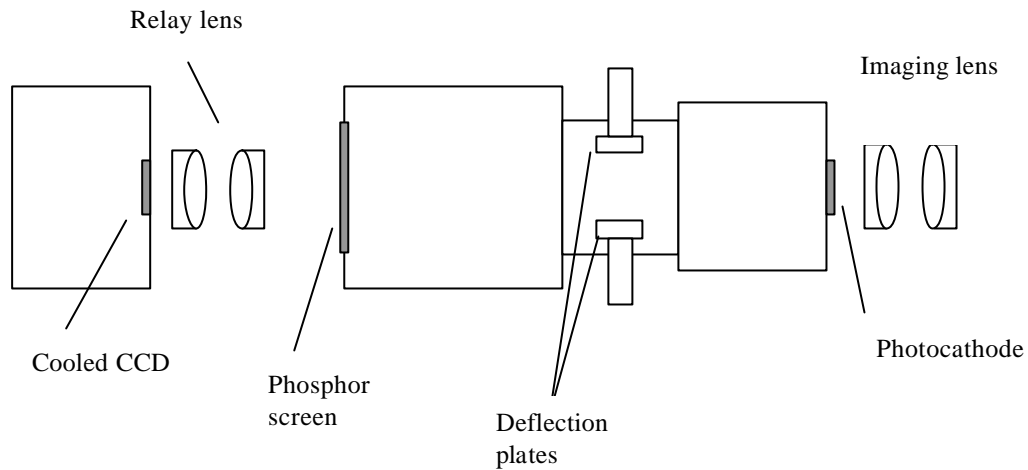 Relay lens
Imaging lens
Photocathode
Cooled CCD
Phosphor
screen
Deflection
plates